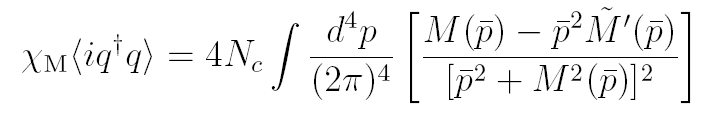 χ_M⟨iq†q⟩ = 4N_c ∫ d⁴p/(2π)⁴ [ (M(p̄) − p̄² M̃′(p̄)) / [p̄² + M²(p̄)]² ]